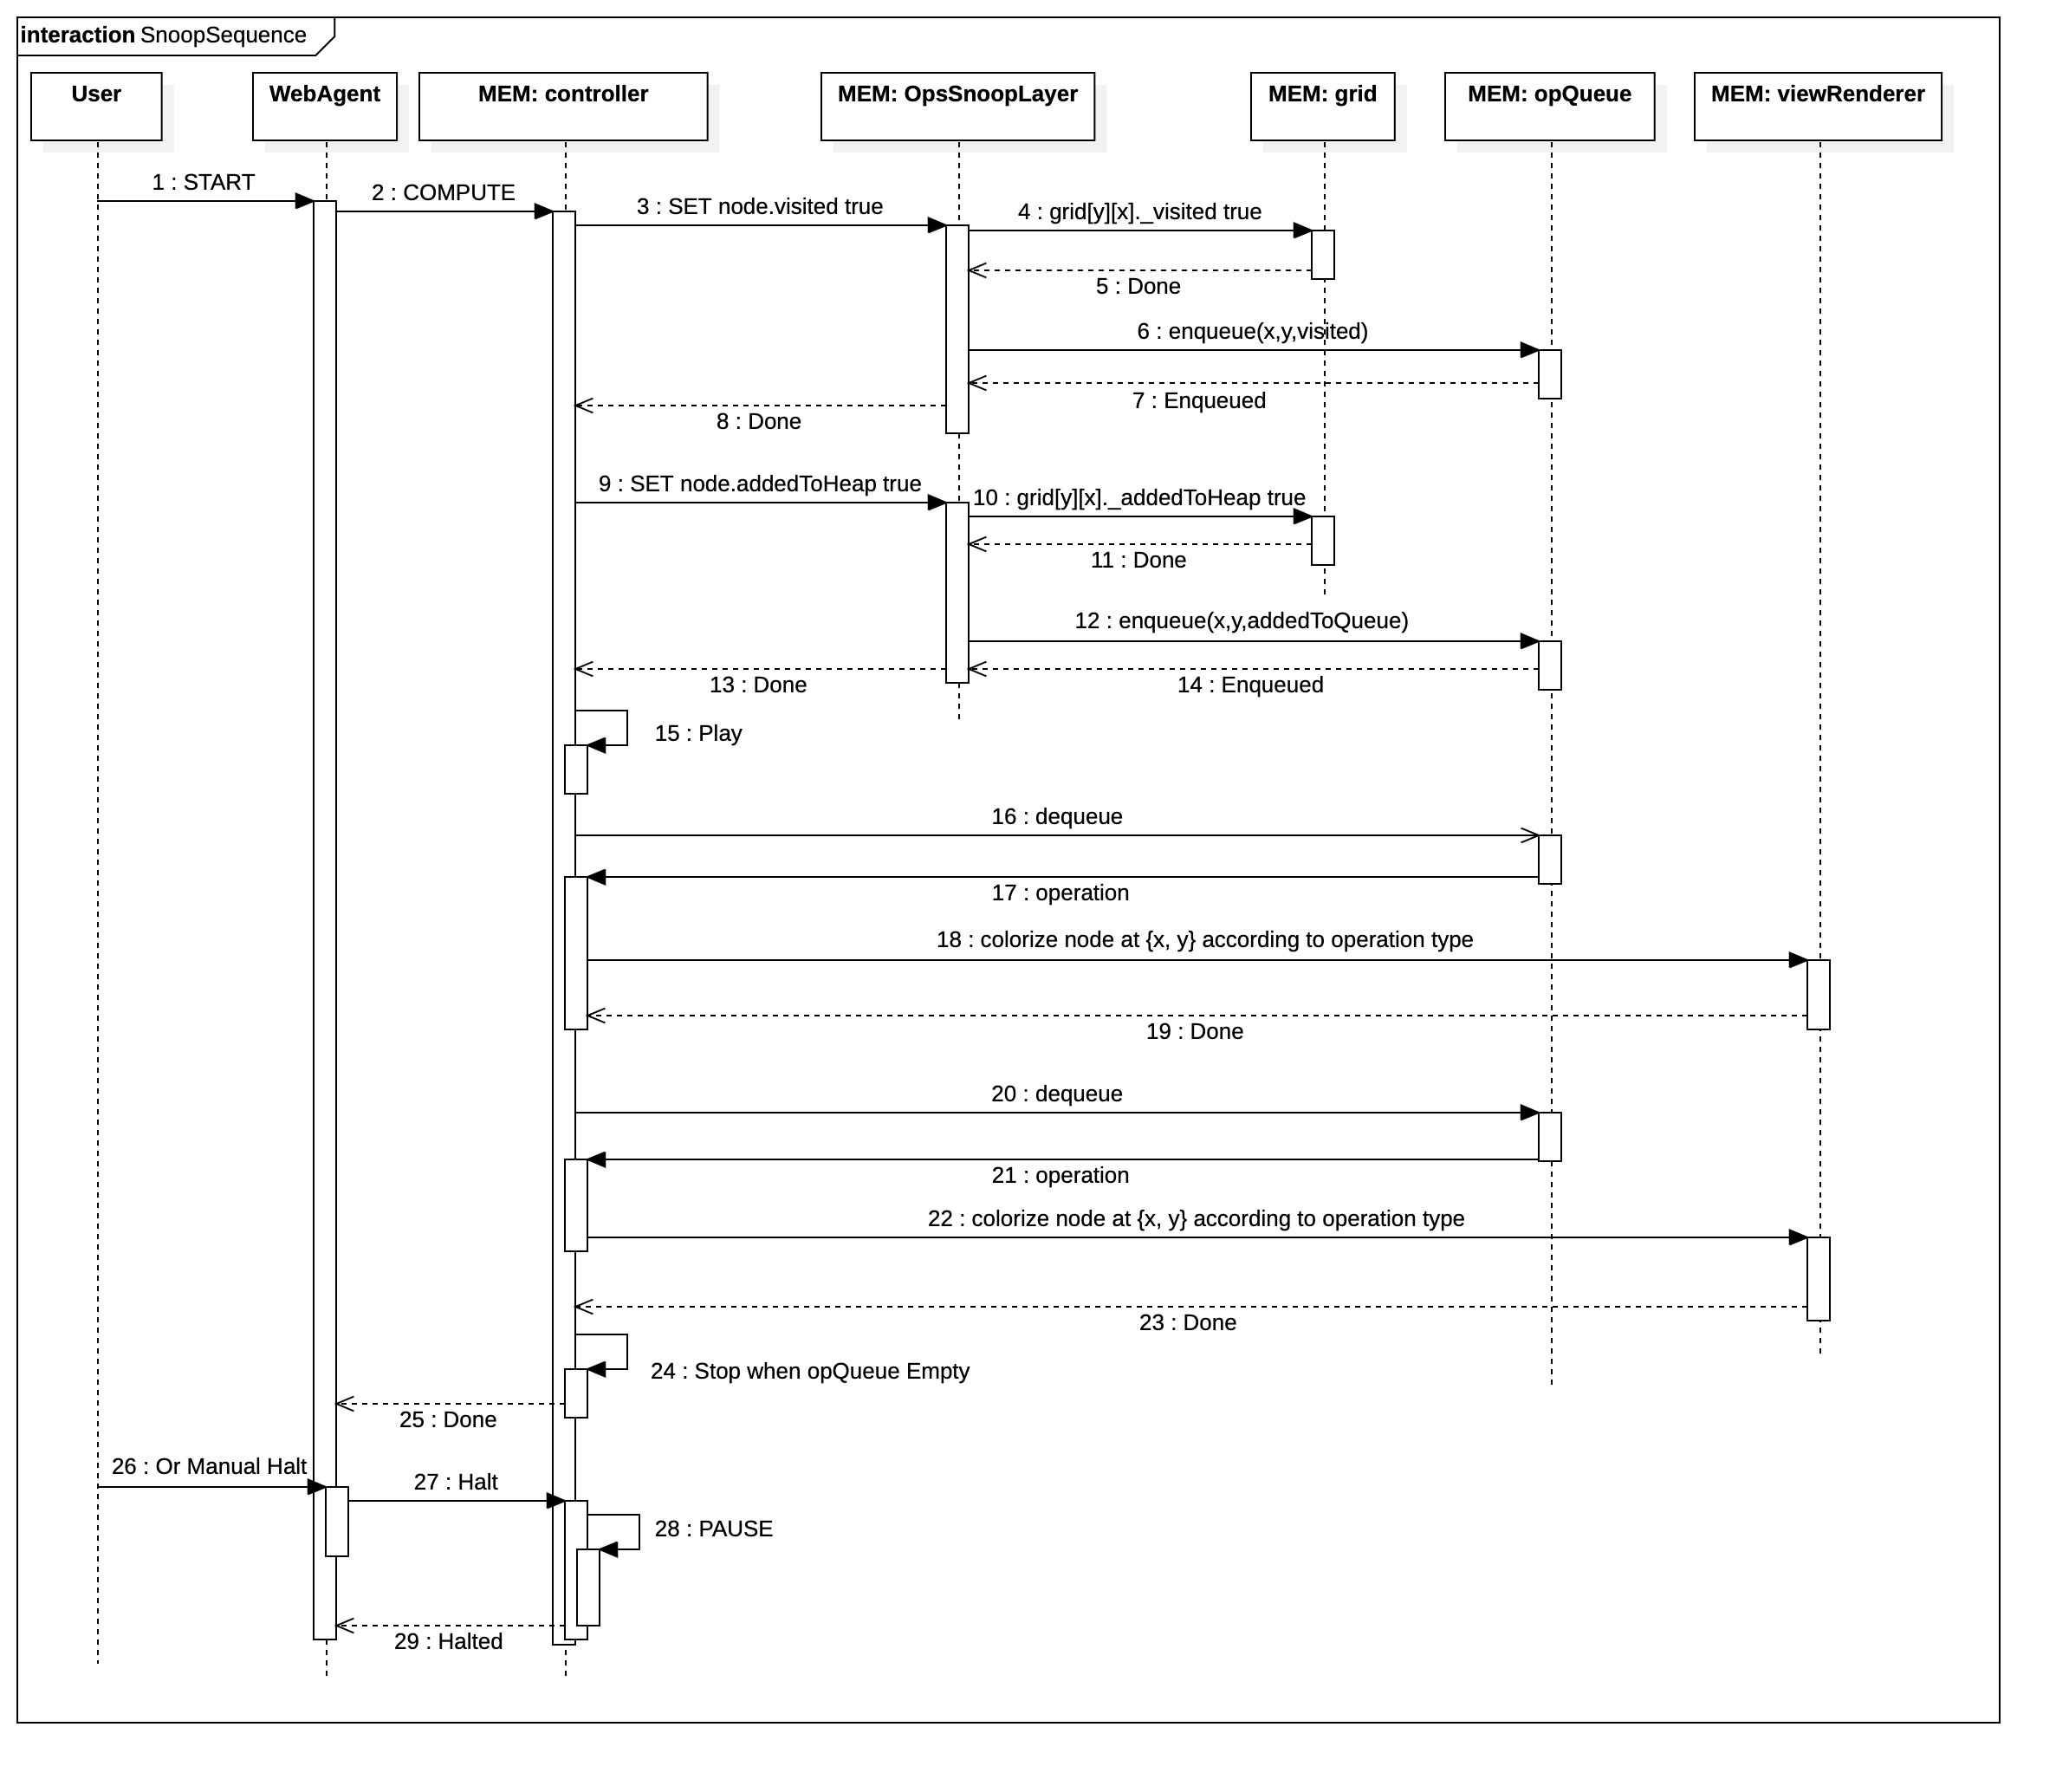 interaction SnoopSequence
User
WebAgent
MEM: controller
MEM: OpsSnoopLayer
MEM: grid
MEM: opQueue
MEM: viewRenderer
1 : START
2 : COMPUTE
3 : SET node.visited true
4 : grid[y][x]._visited true
5 : Done
6 : enqueue(x,y,visited)
7 : Enqueued
8 : Done
9 : SET node.addedToHeap true
10 : grid[y][x]._addedToHeap true
11 : Done
12 : enqueue(x,y,addedToQueue)
13 : Done
14 : Enqueued
15 : Play
16 : dequeue
17 : operation
18 : colorize node at {x, y} according to operation type
19 : Done
20 : dequeue
21 : operation
22 : colorize node at {x, y} according to operation type
23 : Done
24 : Stop when opQueue Empty
25 : Done
26 : Or Manual Halt
27 : Halt
28 : PAUSE
29 : Halted